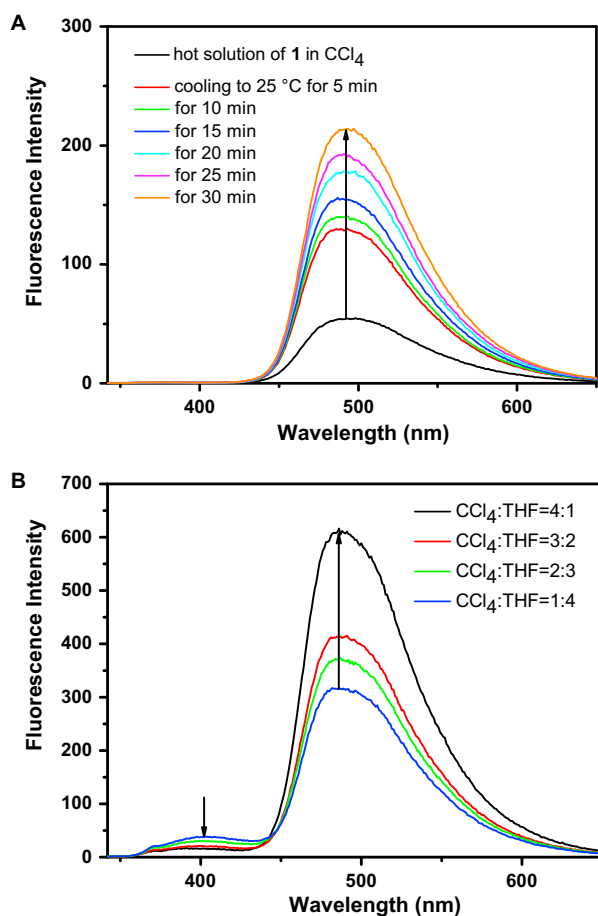 A
300
200
100
0
hot solution of 1 in CCl4
cooling to 25 °C for 5 min
for 10 min
for 15 min
for 20 min
for 25 min
for 30 min
Fluorescence Intensity
400 500 600
Wavelength (nm)
B
700
600
500
400
300
200
100
0
CCl4:THF=4:1
CCl4:THF=3:2
CCl4:THF=2:3
CCl4:THF=1:4
Fluorescence Intensity
400 500 600
Wavelength (nm)